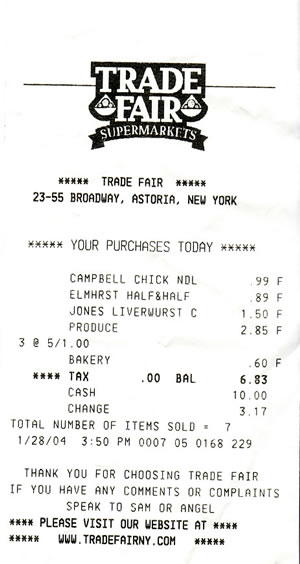 TRADE
FAIR
SUPERMARKETS
***** TRADE FAIR *****
23-55 BROADWAY, ASTORIA, NEW YORK
***** YOUR PURCHASES TODAY *****
CAMPBELL CHICK NDL .99 F
ELMHRST HALF&HALF .89 F
JONES LIVERWURST C 1.50 F
PRODUCE 2.85 F
3 @ 5/1.00
BAKERY .60 F
**** TAX .00 BAL 6.83
CASH 10.00
CHANGE 3.17
TOTAL NUMBER OF ITEMS SOLD = 7
1/28/04 3:50 PM 0007 05 0168 229
THANK YOU FOR CHOOSING TRADE FAIR
IF YOU HAVE ANY COMMENTS OR COMPLAINTS
SPEAK TO SAM OR ANGEL
**** PLEASE VISIT OUR WEBSITE AT ****
***** WWW.TRADEFAIRNY.COM *****